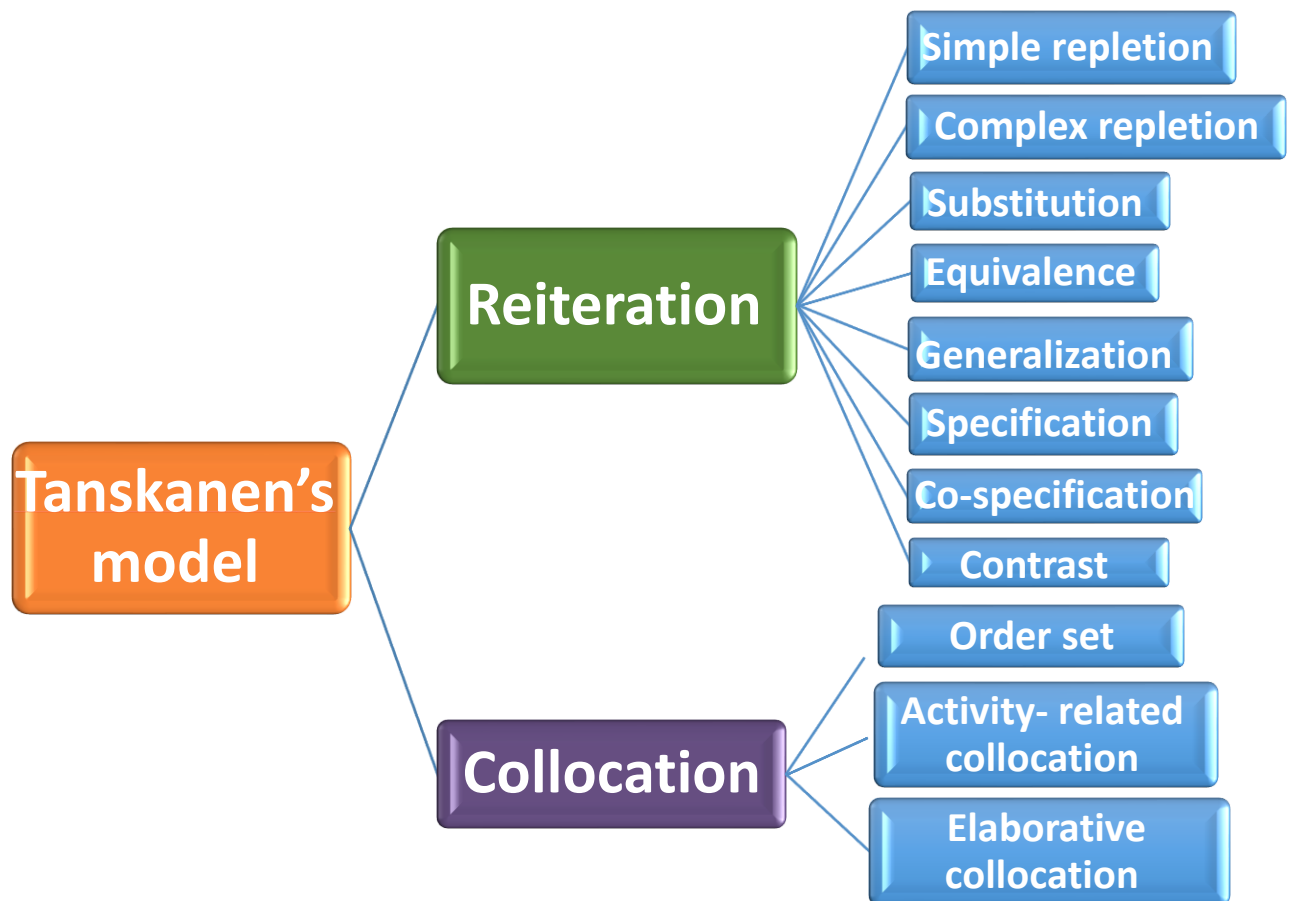 Tanskanen's
model
Reiteration
Simple repletion
Complex repletion
Substitution
Equivalence
Generalization
Specification
Co-specification
Contrast
Collocation
Order set
Activity- related
collocation
Elaborative
collocation